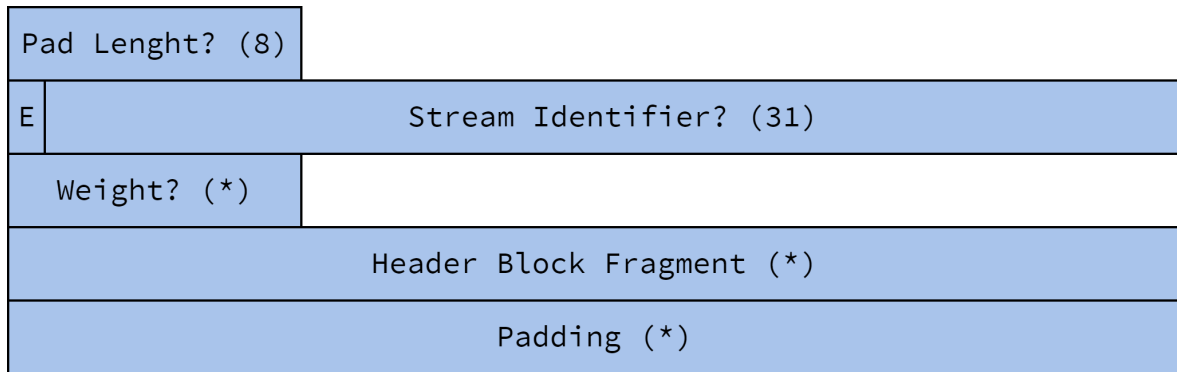 Pad Lenght? (8)
E Stream Identifier? (31)
Weight? (*)
Header Block Fragment (*)
Padding (*)